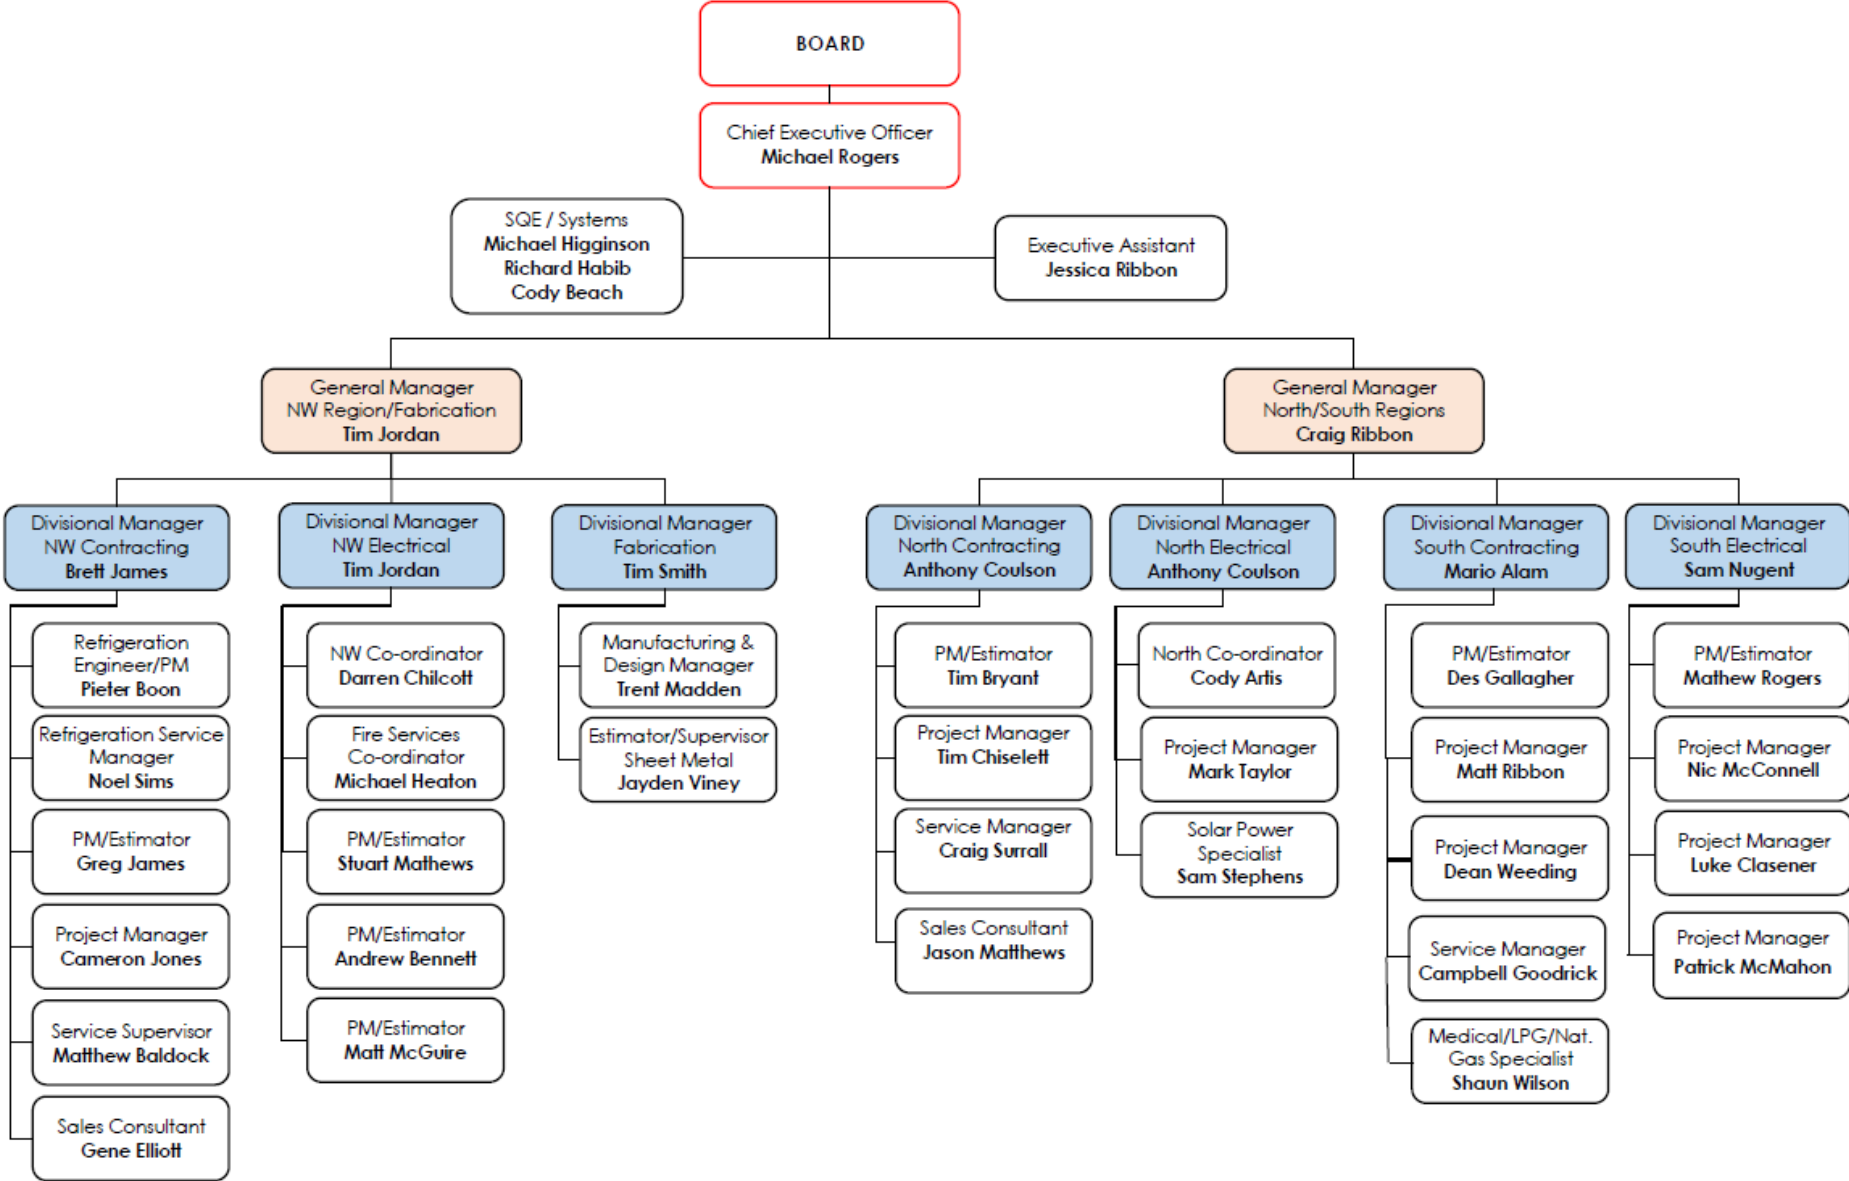 BOARD
Chief Executive Officer
Michael Rogers
SQE / Systems
Michael Higginson
Richard Habib
Cody Beach
Executive Assistant
Jessica Ribbon
General Manager
NW Region/Fabrication
Tim Jordan
General Manager
North/South Regions
Craig Ribbon
Divisional Manager
NW Contracting
Brett James
Divisional Manager
NW Electrical
Tim Jordan
Divisional Manager
Fabrication
Tim Smith
Divisional Manager
North Contracting
Anthony Coulson
Divisional Manager
North Electrical
Anthony Coulson
Divisional Manager
South Contracting
Mario Alam
Divisional Manager
South Electrical
Sam Nugent
Refrigeration
Engineer/PM
Pieter Boon
Refrigeration Service
Manager
Noel Sims
PM/Estimator
Greg James
Project Manager
Cameron Jones
Service Supervisor
Matthew Baldock
Sales Consultant
Gene Elliott
NW Co-ordinator
Darren Chilcott
Fire Services
Co-ordinator
Michael Heaton
PM/Estimator
Stuart Mathews
PM/Estimator
Andrew Bennett
PM/Estimator
Matt McGuire
Manufacturing &
Design Manager
Trent Madden
Estimator/Supervisor
Sheet Metal
Jayden Viney
PM/Estimator
Tim Bryant
Project Manager
Tim Chiselett
Service Manager
Craig Surrall
Sales Consultant
Jason Matthews
North Co-ordinator
Cody Artis
Project Manager
Mark Taylor
Solar Power
Specialist
Sam Stephens
PM/Estimator
Des Gallagher
Project Manager
Matt Ribbon
Project Manager
Dean Weeding
Service Manager
Campbell Goodrick
Medical/LPG/Nat.
Gas Specialist
Shaun Wilson
PM/Estimator
Mathew Rogers
Project Manager
Nic McConnell
Project Manager
Luke Clasener
Project Manager
Patrick McMahon